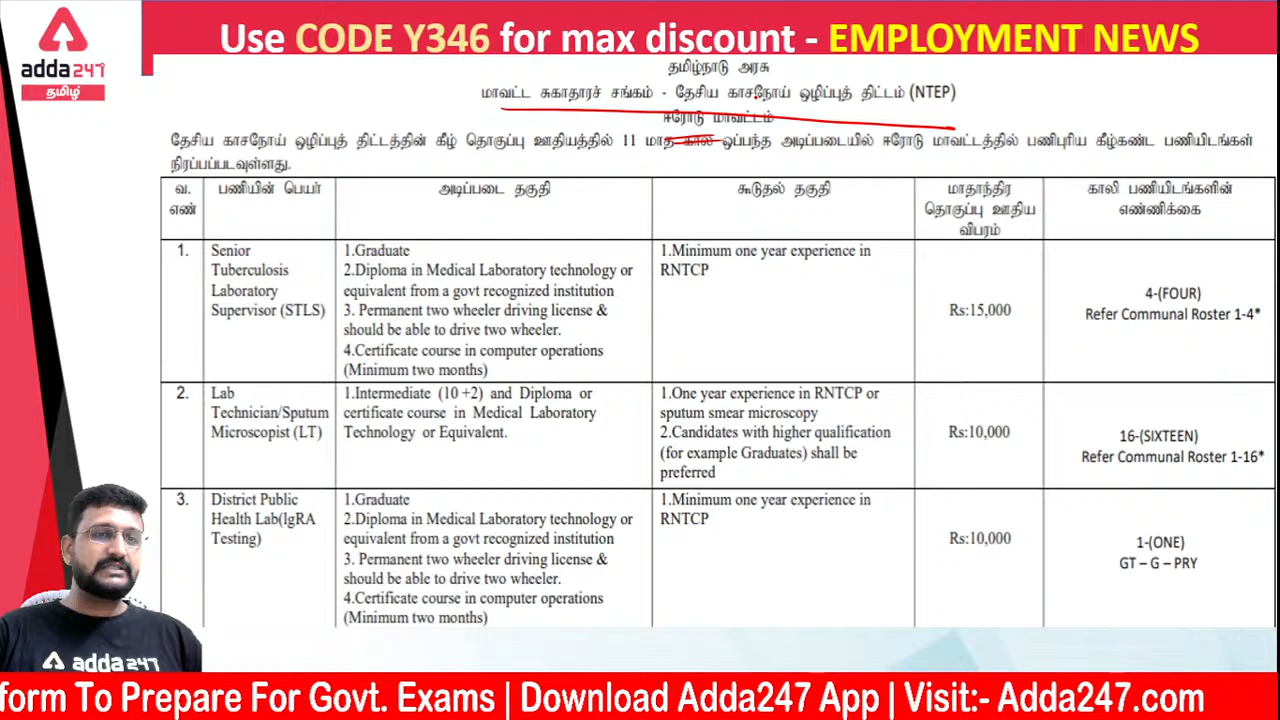 Use CODE Y346 for max discount - EMPLOYMENT NEWS
adda247
தமிழ்
தமிழ்நாடு அரசு
மாவட்ட சுகாதாரச் சங்கம் - தேசிய காசநோய் ஒழிப்புத் திட்டம் (NTEP)
ஈரோடு மாவட்டம்
தேசிய காசநோய் ஒழிப்புத் திட்டத்தின் கீழ் தொகுப்பு ஊதியத்தில் 11 மாத கால ஒப்பந்த அடிப்படையில் ஈரோடு மாவட்டத்தில் பணிபுரிய கீழ்கண்ட பணியிடங்கள்
நிரப்பப்படவுள்ளது.
வ. எண் பணியின் பெயர் அடிப்படை தகுதி கூடுதல் தகுதி மாதாந்திர தொகுப்பு ஊதிய விபரம் காலி பணியிடங்களின் எண்ணிக்கை
1.
Senior
Tuberculosis
Laboratory
Supervisor (STLS)
1.Graduate
2.Diploma in Medical Laboratory technology or
equivalent from a govt recognized institution
3. Permanent two wheeler driving license &
should be able to drive two wheeler.
4.Certificate course in computer operations
(Minimum two months)
1.Minimum one year experience in
RNTCP
Rs:15,000
4-(FOUR)
Refer Communal Roster 1-4*
2.
Lab
Technician/Sputum
Microscopist (LT)
1.Intermediate (10 +2) and Diploma or
certificate course in Medical Laboratory
Technology or Equivalent.
1.One year experience in RNTCP or
sputum smear microscopy
2.Candidates with higher qualification
(for example Graduates) shall be
preferred
Rs:10,000
16-(SIXTEEN)
Refer Communal Roster 1-16*
3.
District Public
Health Lab(lgRA
Testing)
1.Graduate
2.Diploma in Medical Laboratory technology or
equivalent from a govt recognized institution
3. Permanent two wheeler driving license &
should be able to drive two wheeler.
4.Certificate course in computer operations
(Minimum two months)
1.Minimum one year experience in
RNTCP
Rs:10,000
1-(ONE)
GT – G – PRY
adda247
form To Prepare For Govt. Exams | Download Adda247 App | Visit:- Adda247.com